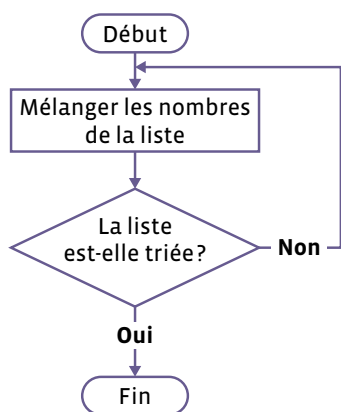 Début
Mélanger les nombres
de la liste
La liste
est-elle triée?
Non
Oui
Fin